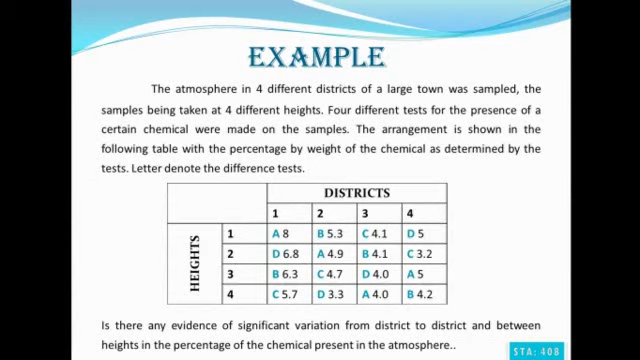 EXAMPLE
The atmosphere in 4 different districts of a large town was sampled, the
samples being taken at 4 different heights. Four different tests for the presence of a
certain chemical were made on the samples. The arrangement is shown in the
following table with the percentage by weight of the chemical as determined by the
tests. Letter denote the difference tests.
DISTRICTS
1 2 3 4
HEIGHTS
1 A 8 B 5.3 C 4.1 D 5
2 D 6.8 A 4.9 B 4.1 C 3.2
3 B 6.3 C 4.7 D 4.0 A 5
4 C 5.7 D 3.3 A 4.0 B 4.2
Is there any evidence of significant variation from district to district and between
heights in the percentage of the chemical present in the atmosphere..
STA: 408